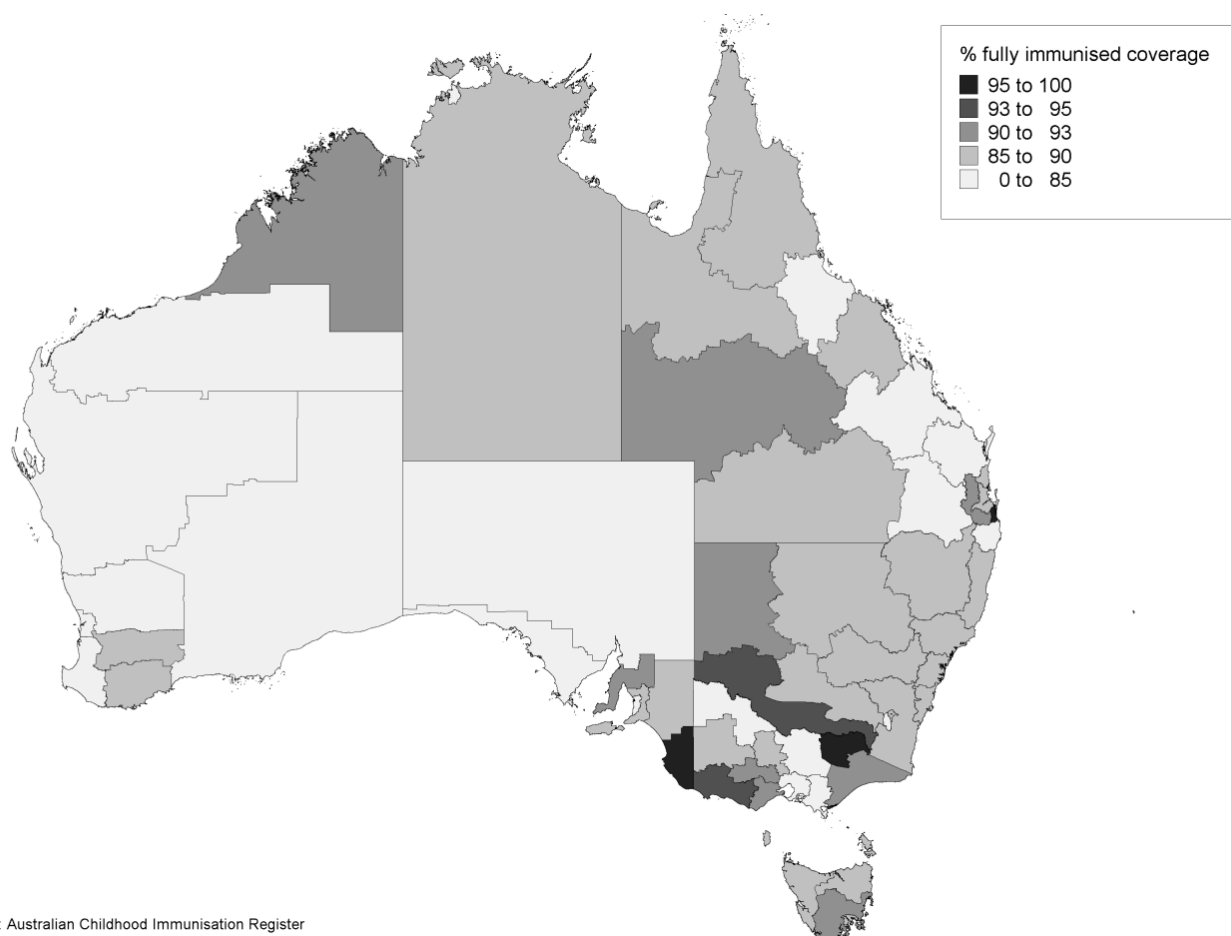 % fully immunised coverage
95 to 100
93 to 95
90 to 93
85 to 90
0 to 85
: Australian Childhood Immunisation Register